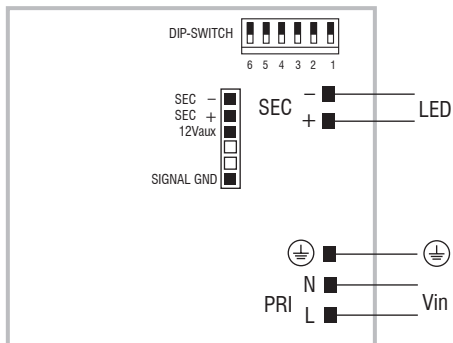 DIP-SWITCH
6 5 4 3 2 1
SEC −
SEC +
12Vaux
SIGNAL GND
SEC
−
+
LED
N
PRI
L
Vin